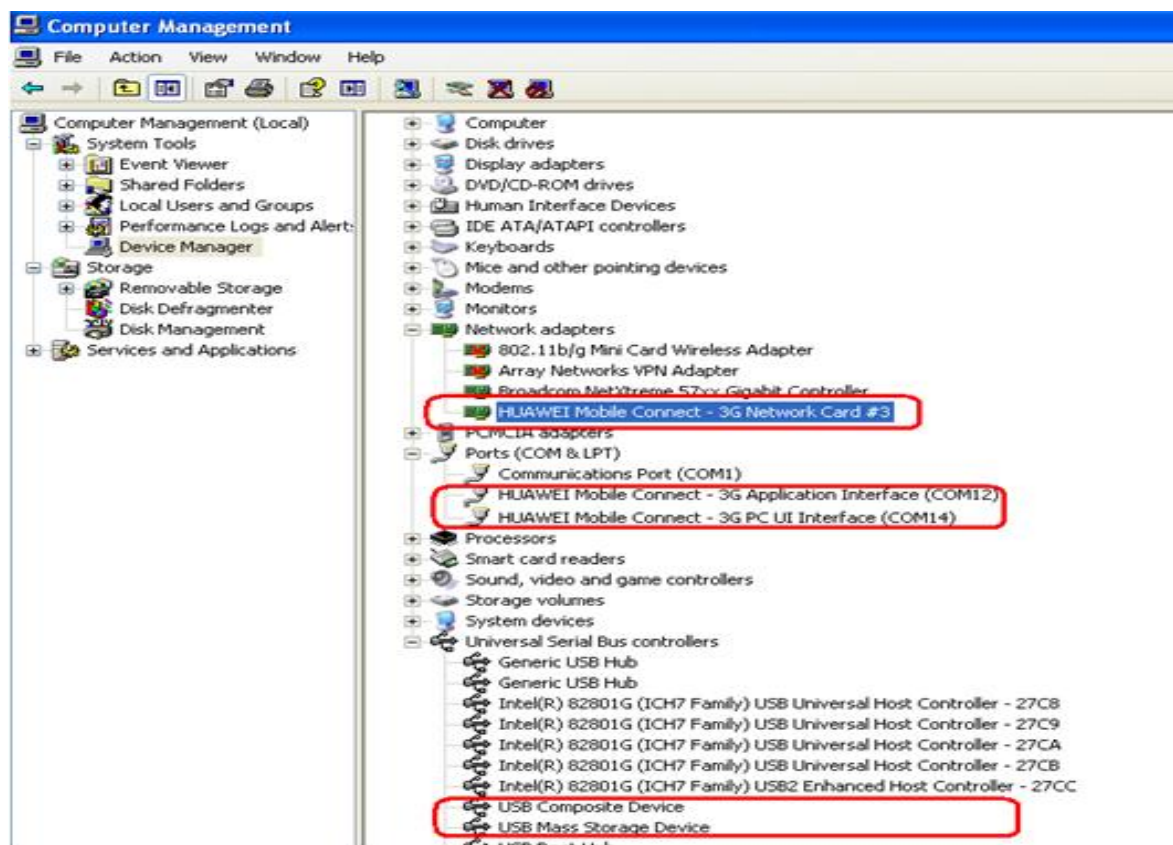 Computer Management
File Action View Window Help
Computer Management (Local)
System Tools
Event Viewer
Shared Folders
Local Users and Groups
Performance Logs and Alert
Device Manager
Storage
Removable Storage
Disk Defragmenter
Disk Management
Services and Applications
Computer
Disk drives
Display adapters
DVD/CD-ROM drives
Human Interface Devices
IDE ATA/ATAPI controllers
Keyboards
Mice and other pointing devices
Modems
Monitors
Network adapters
802.11b/g Mini Card Wireless Adapter
Array Networks VPN Adapter
Broadcom NetXtreme 57xx Gigabit Controller
HUAWEI Mobile Connect - 3G Network Card #3
PCMCIA adapters
Ports (COM & LPT)
Communications Port (COM1)
HUAWEI Mobile Connect - 3G Application Interface (COM12)
HUAWEI Mobile Connect - 3G PC UI Interface (COM14)
Processors
Smart card readers
Sound, video and game controllers
Storage volumes
System devices
Universal Serial Bus controllers
Generic USB Hub
Generic USB Hub
Intel(R) 82801G (ICH7 Family) USB Universal Host Controller - 27C8
Intel(R) 82801G (ICH7 Family) USB Universal Host Controller - 27C9
Intel(R) 82801G (ICH7 Family) USB Universal Host Controller - 27CA
Intel(R) 82801G (ICH7 Family) USB Universal Host Controller - 27CB
Intel(R) 82801G (ICH7 Family) USB2 Enhanced Host Controller - 27CC
USB Composite Device
USB Mass Storage Device